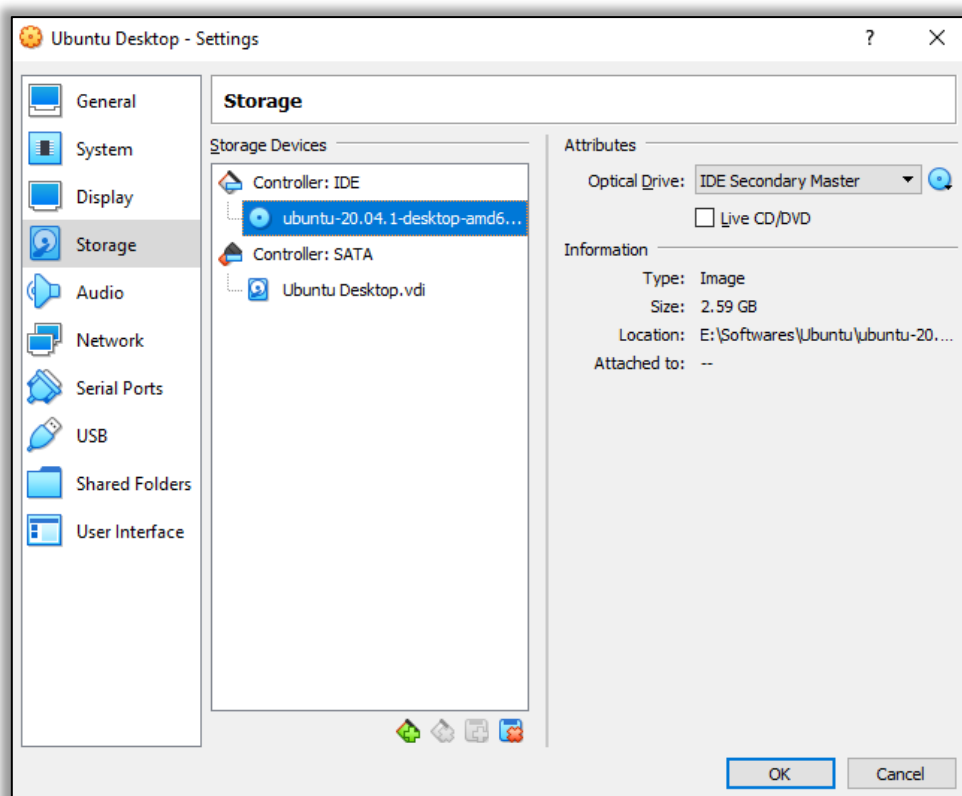 Ubuntu Desktop - Settings
?
General
System
Display
Storage
Audio
Network
Serial Ports
USB
Shared Folders
User Interface
Storage
Storage Devices
Controller: IDE
ubuntu-20.04.1-desktop-amd6...
Controller: SATA
Ubuntu Desktop.vdi
Attributes
Optical Drive: IDE Secondary Master
Live CD/DVD
Information
Type: Image
Size: 2.59 GB
Location: E:\Softwares\Ubuntu\ubuntu-20....
Attached to: --
OK
Cancel